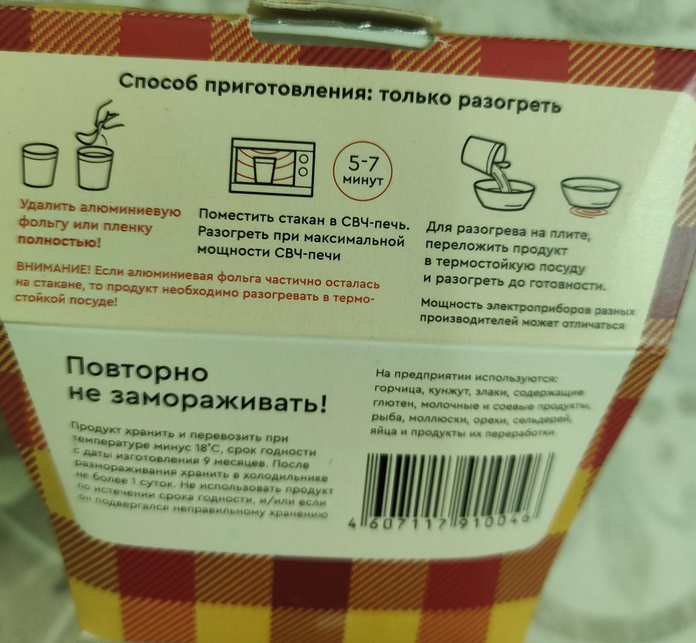 Способ приготовления: только разогреть
5-7
минут
Удалить алюминиевую
фольгу или пленку
полностью!
Поместить стакан в СВЧ-печь.
Разогреть при максимальной
мощности СВЧ-печи
Для разогрева на плите,
переложить продукт
в термостойкую посуду
и разогреть до готовности.
ВНИМАНИЕ! Если алюминиевая фольга частично осталась
на стакане, то продукт необходимо разогревать в термо-
стойкой посуде!
Мощность электроприборов разных
производителей может отличаться
Повторно
не замораживать!
Продукт хранить и перевозить при
температуре минус 18°С, срок годности
с даты изготовления 9 месяцев. После
размораживания хранить в холодильнике
не более 1 суток. Не использовать продукт
по истечении срока годности, и/или если
он подвергался неправильному хранению
На предприятии используются:
горчица, кунжут, злаки, содержащие
глютен, молочные и соевые продукты,
рыба, моллюски, орехи, сельдерей,
яйца и продукты их переработки
4 607117 910046